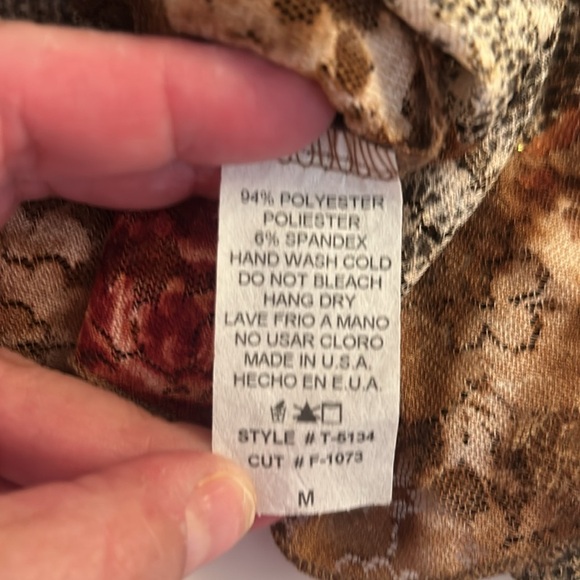 94% POLYESTER
POLIESTER
6% SPANDEX
HAND WASH COLD
DO NOT BLEACH
HANG DRY
LAVE FRIO A MANO
NO USAR CLORO
MADE IN U.S.A.
HECHO EN E.U.A.
STYLE # T-5134
CUT # F-1073
M